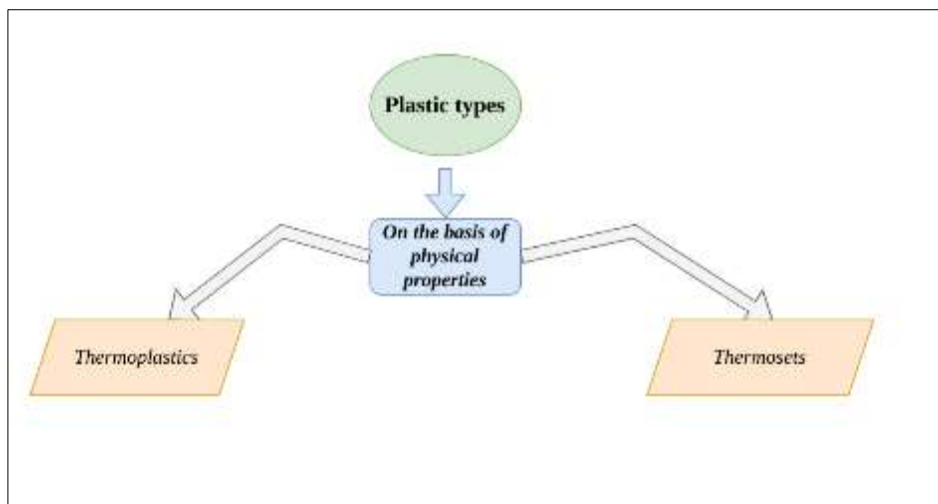 Plastic types
On the basis of
physical
properties
Thermoplastics
Thermosets